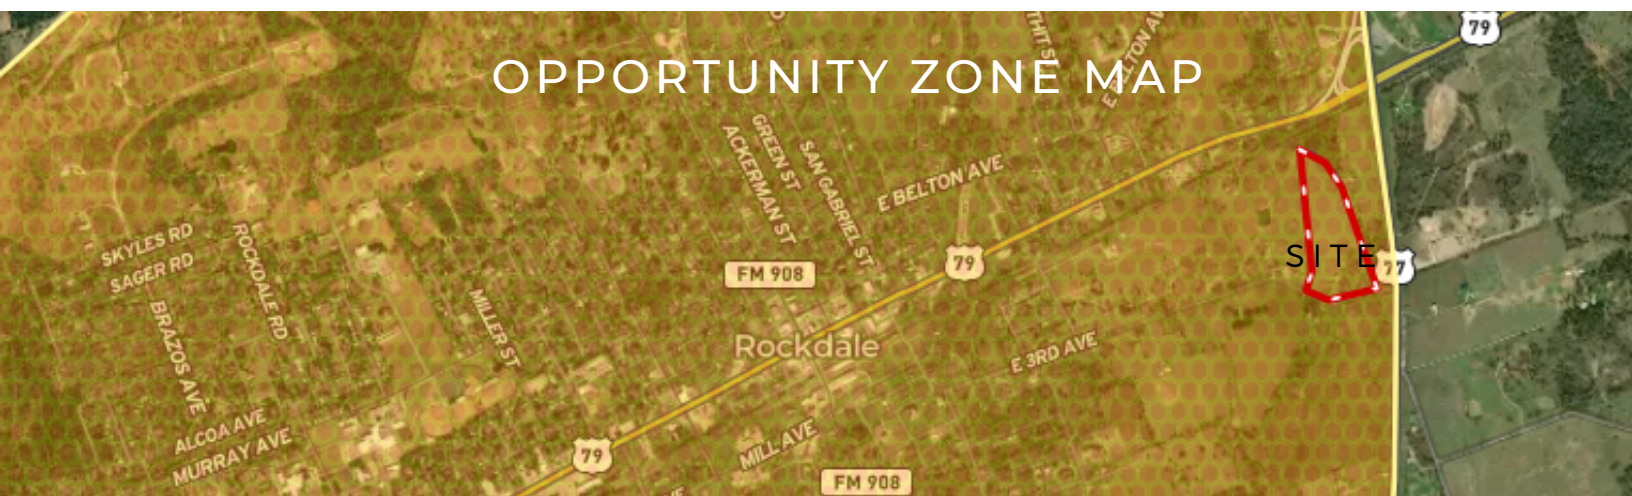 79
E BELTON AV
OPPORTUNITY ZONE MAP
GREEN ST
ACKERMAN ST
SAN GABRIEL ST
E BELTON AVE
SKYLES RD
SAGER RD
ROCKDALE RD
SITE
77
79
FM 908
BRAZOS AVE
MILLER ST
Rockdale
E 3RD AVE
ALCOA AVE
MURRAY AVE
79
MILL AVE
FM 908